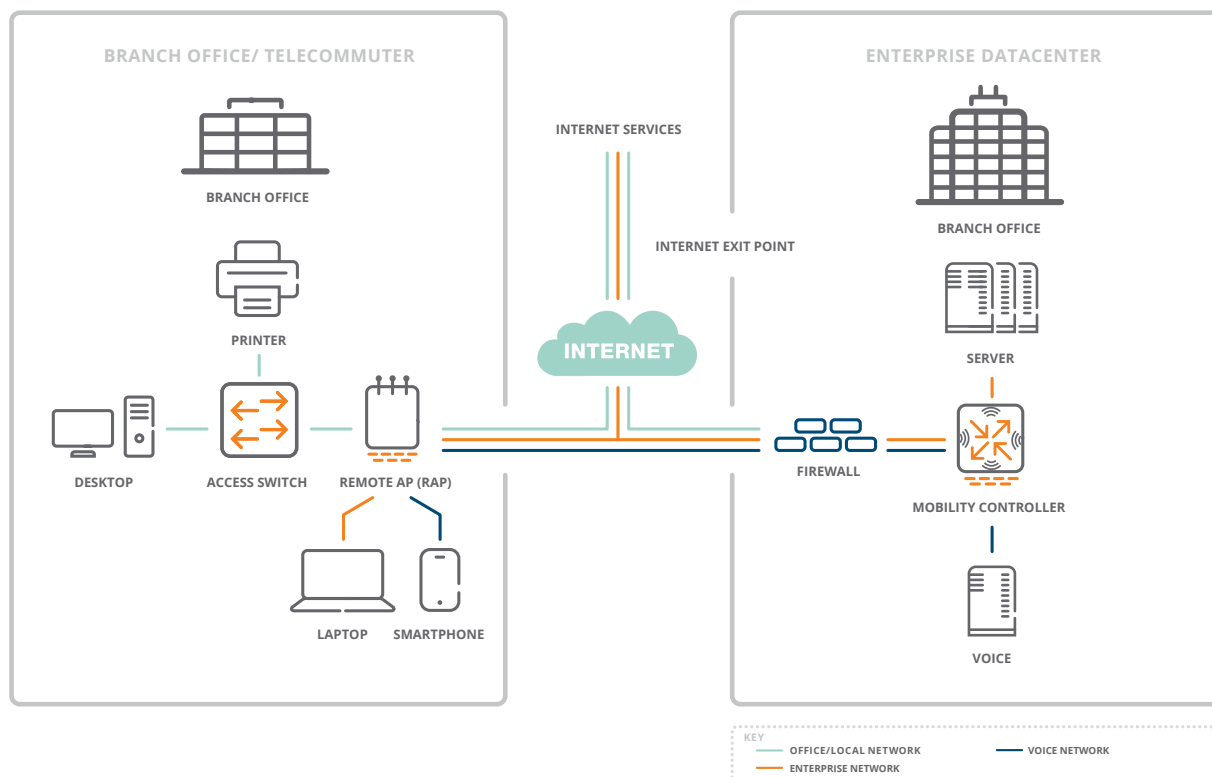 BRANCH OFFICE/ TELECOMMUTER
BRANCH OFFICE
PRINTER
DESKTOP
ACCESS SWITCH
REMOTE AP (RAP)
LAPTOP
SMARTPHONE
INTERNET SERVICES
INTERNET EXIT POINT
INTERNET
ENTERPRISE DATACENTER
BRANCH OFFICE
SERVER
FIREWALL
MOBILITY CONTROLLER
VOICE
KEY
OFFICE/LOCAL NETWORK
VOICE NETWORK
ENTERPRISE NETWORK